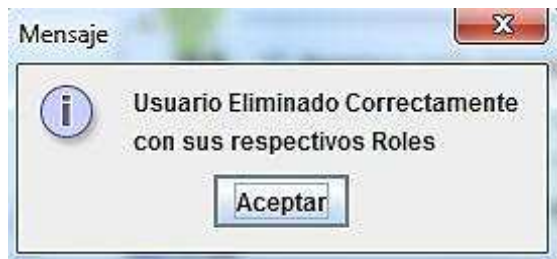 Mensaje
Usuario Eliminado Correctamente
con sus respectivos Roles
Aceptar